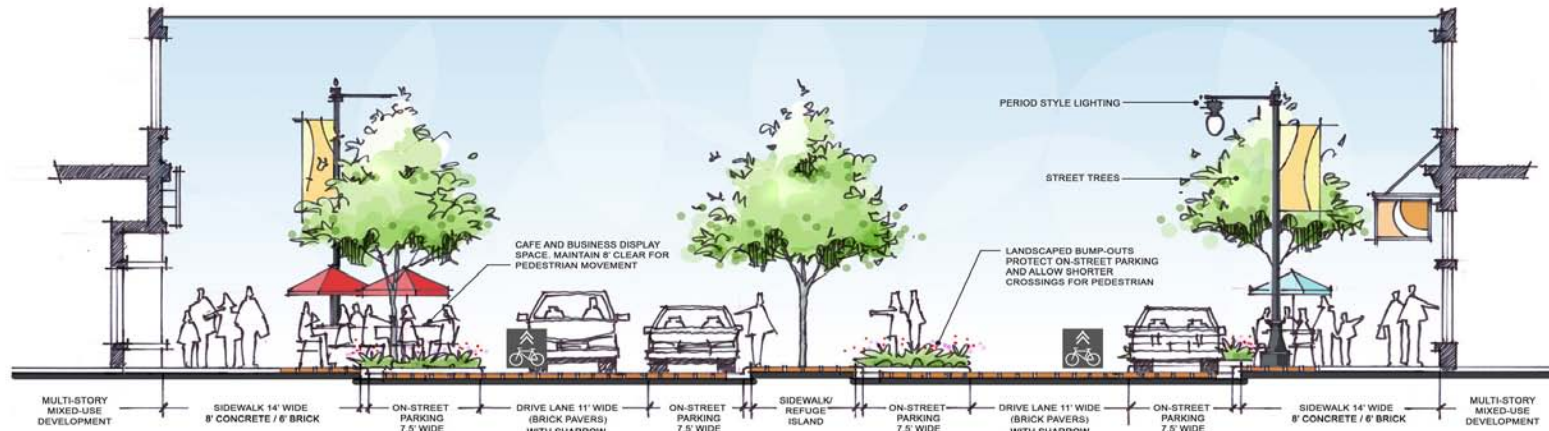 PERIOD STYLE LIGHTING
STREET TREES
CAFE AND BUSINESS DISPLAY
SPACE. MAINTAIN 8' CLEAR FOR
PEDESTRIAN MOVEMENT
LANDSCAPED BUMP-OUTS
PROTECT ON-STREET PARKING
AND ALLOW SHORTER
CROSSINGS FOR PEDESTRIAN
MULTI-STORY
MIXED-USE
DEVELOPMENT
SIDEWALK 14' WIDE
8' CONCRETE / 6' BRICK
ON-STREET
PARKING
7.5' WIDE
DRIVE LANE 11' WIDE
(BRICK PAVERS)
WITH SHARROW
ON-STREET
PARKING
7.5' WIDE
SIDEWALK/
REFUGE
ISLAND
ON-STREET
PARKING
7.5' WIDE
DRIVE LANE 11' WIDE
(BRICK PAVERS)
WITH SHARROW
ON-STREET
PARKING
7.5' WIDE
SIDEWALK 14' WIDE
8' CONCRETE / 6' BRICK
MULTI-STORY
MIXED-USE
DEVELOPMENT